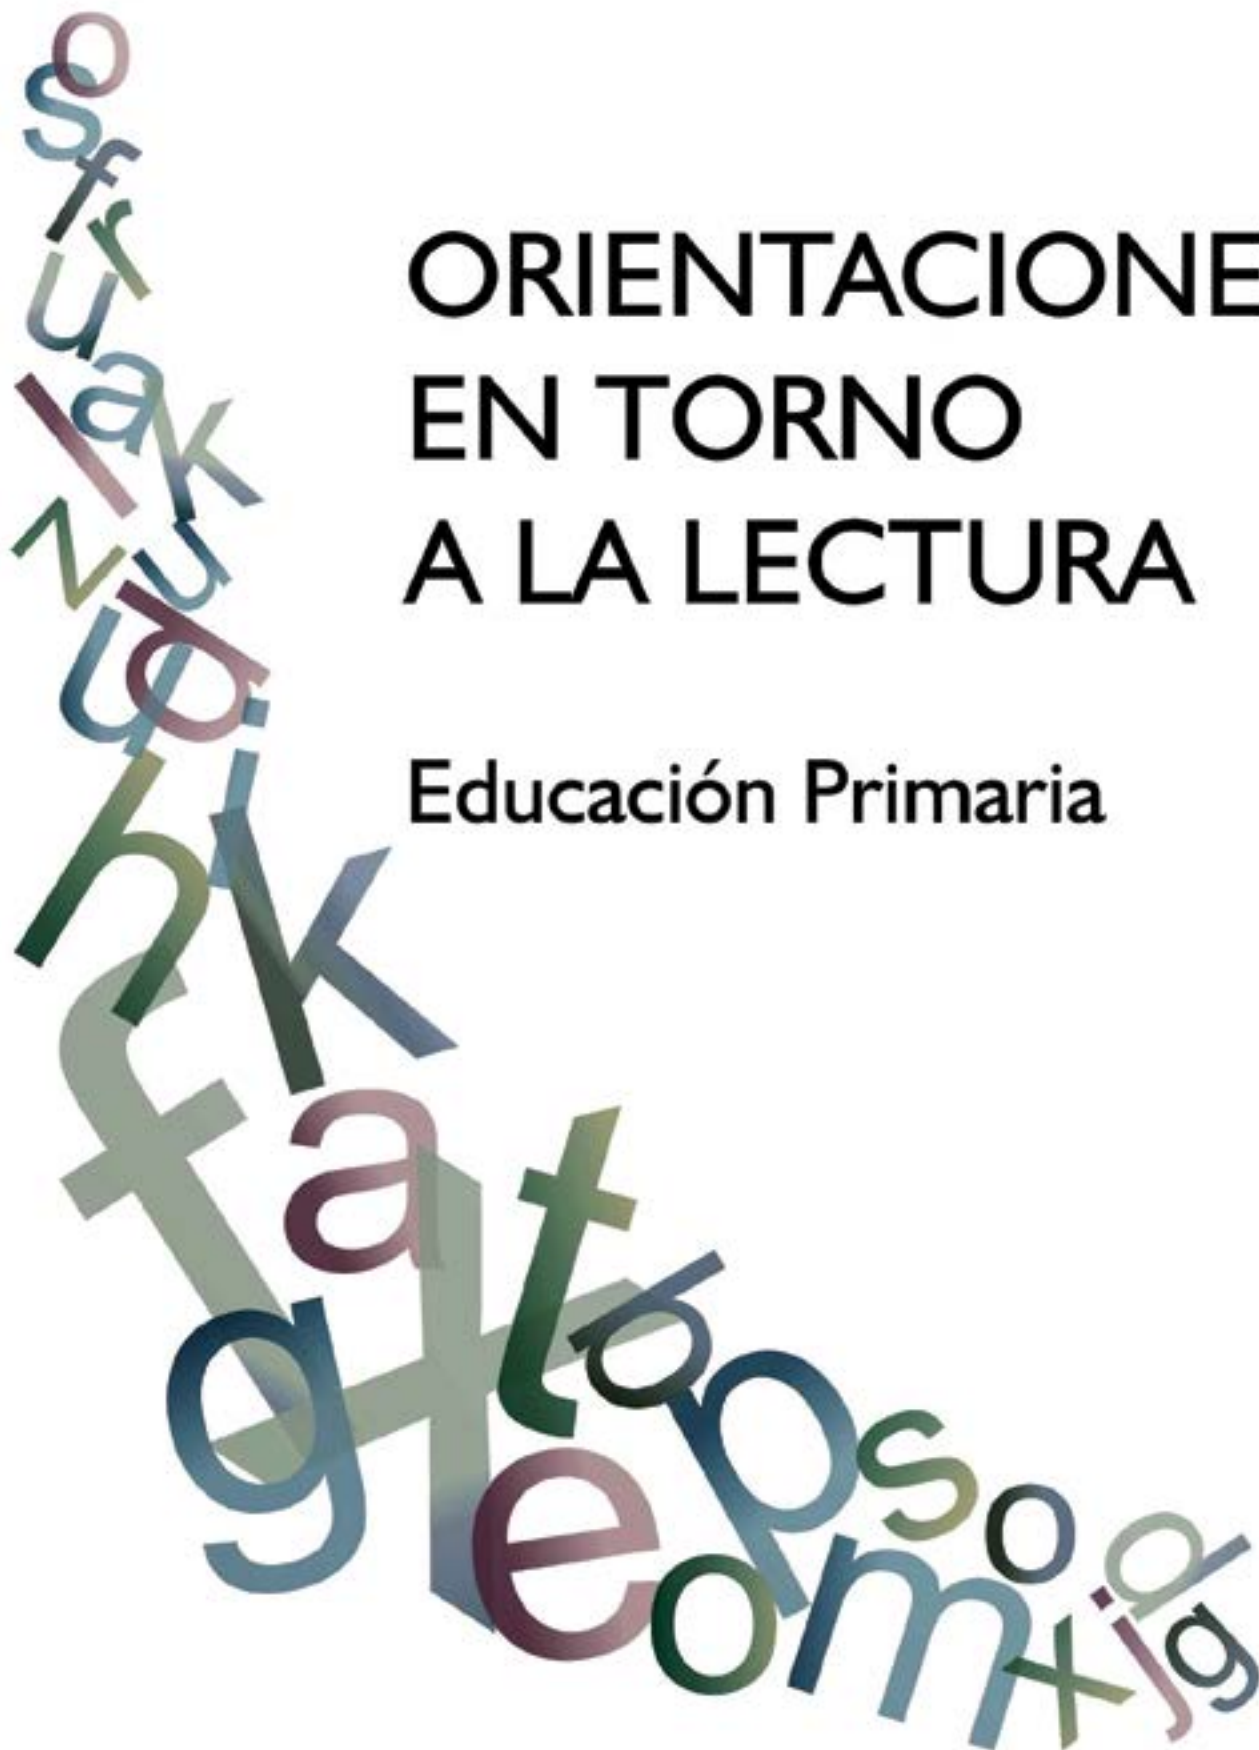 ORIENTACIONE
EN TORNO
A LA LECTURA
Educación Primaria
o
s
f
r
u
a
k
l
z
u
a
u
i
h
k
f
a
t
x
b
g
p
s
o
d
e
o
m
x
j
g